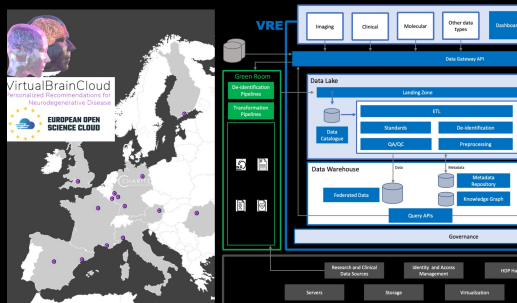 VirtualBrainCloud
Personalized Recommendations for
Neurodegenerative Disease
EUROPEAN OPEN
SCIENCE CLOUD
CHARITÉ
VRE
Imaging
Clinical
Molecular
Other data
types
Dashboar
Data Gateway API
Green Room
De-identification
Pipelines
Transformation
Pipelines
Data Lake
Landing Zone
Data
Catalogue
ETL
Standards
De-identification
QA/QC
Preprocessing
Data Warehouse
Data
Metadata
Federated Data
Metadata
Repository
Knowledge Graph
Query APIs
Governance
Research and Clinical
Data Sources
Identity and Access
Management
HDP Ha
Servers
Storage
Virtualization